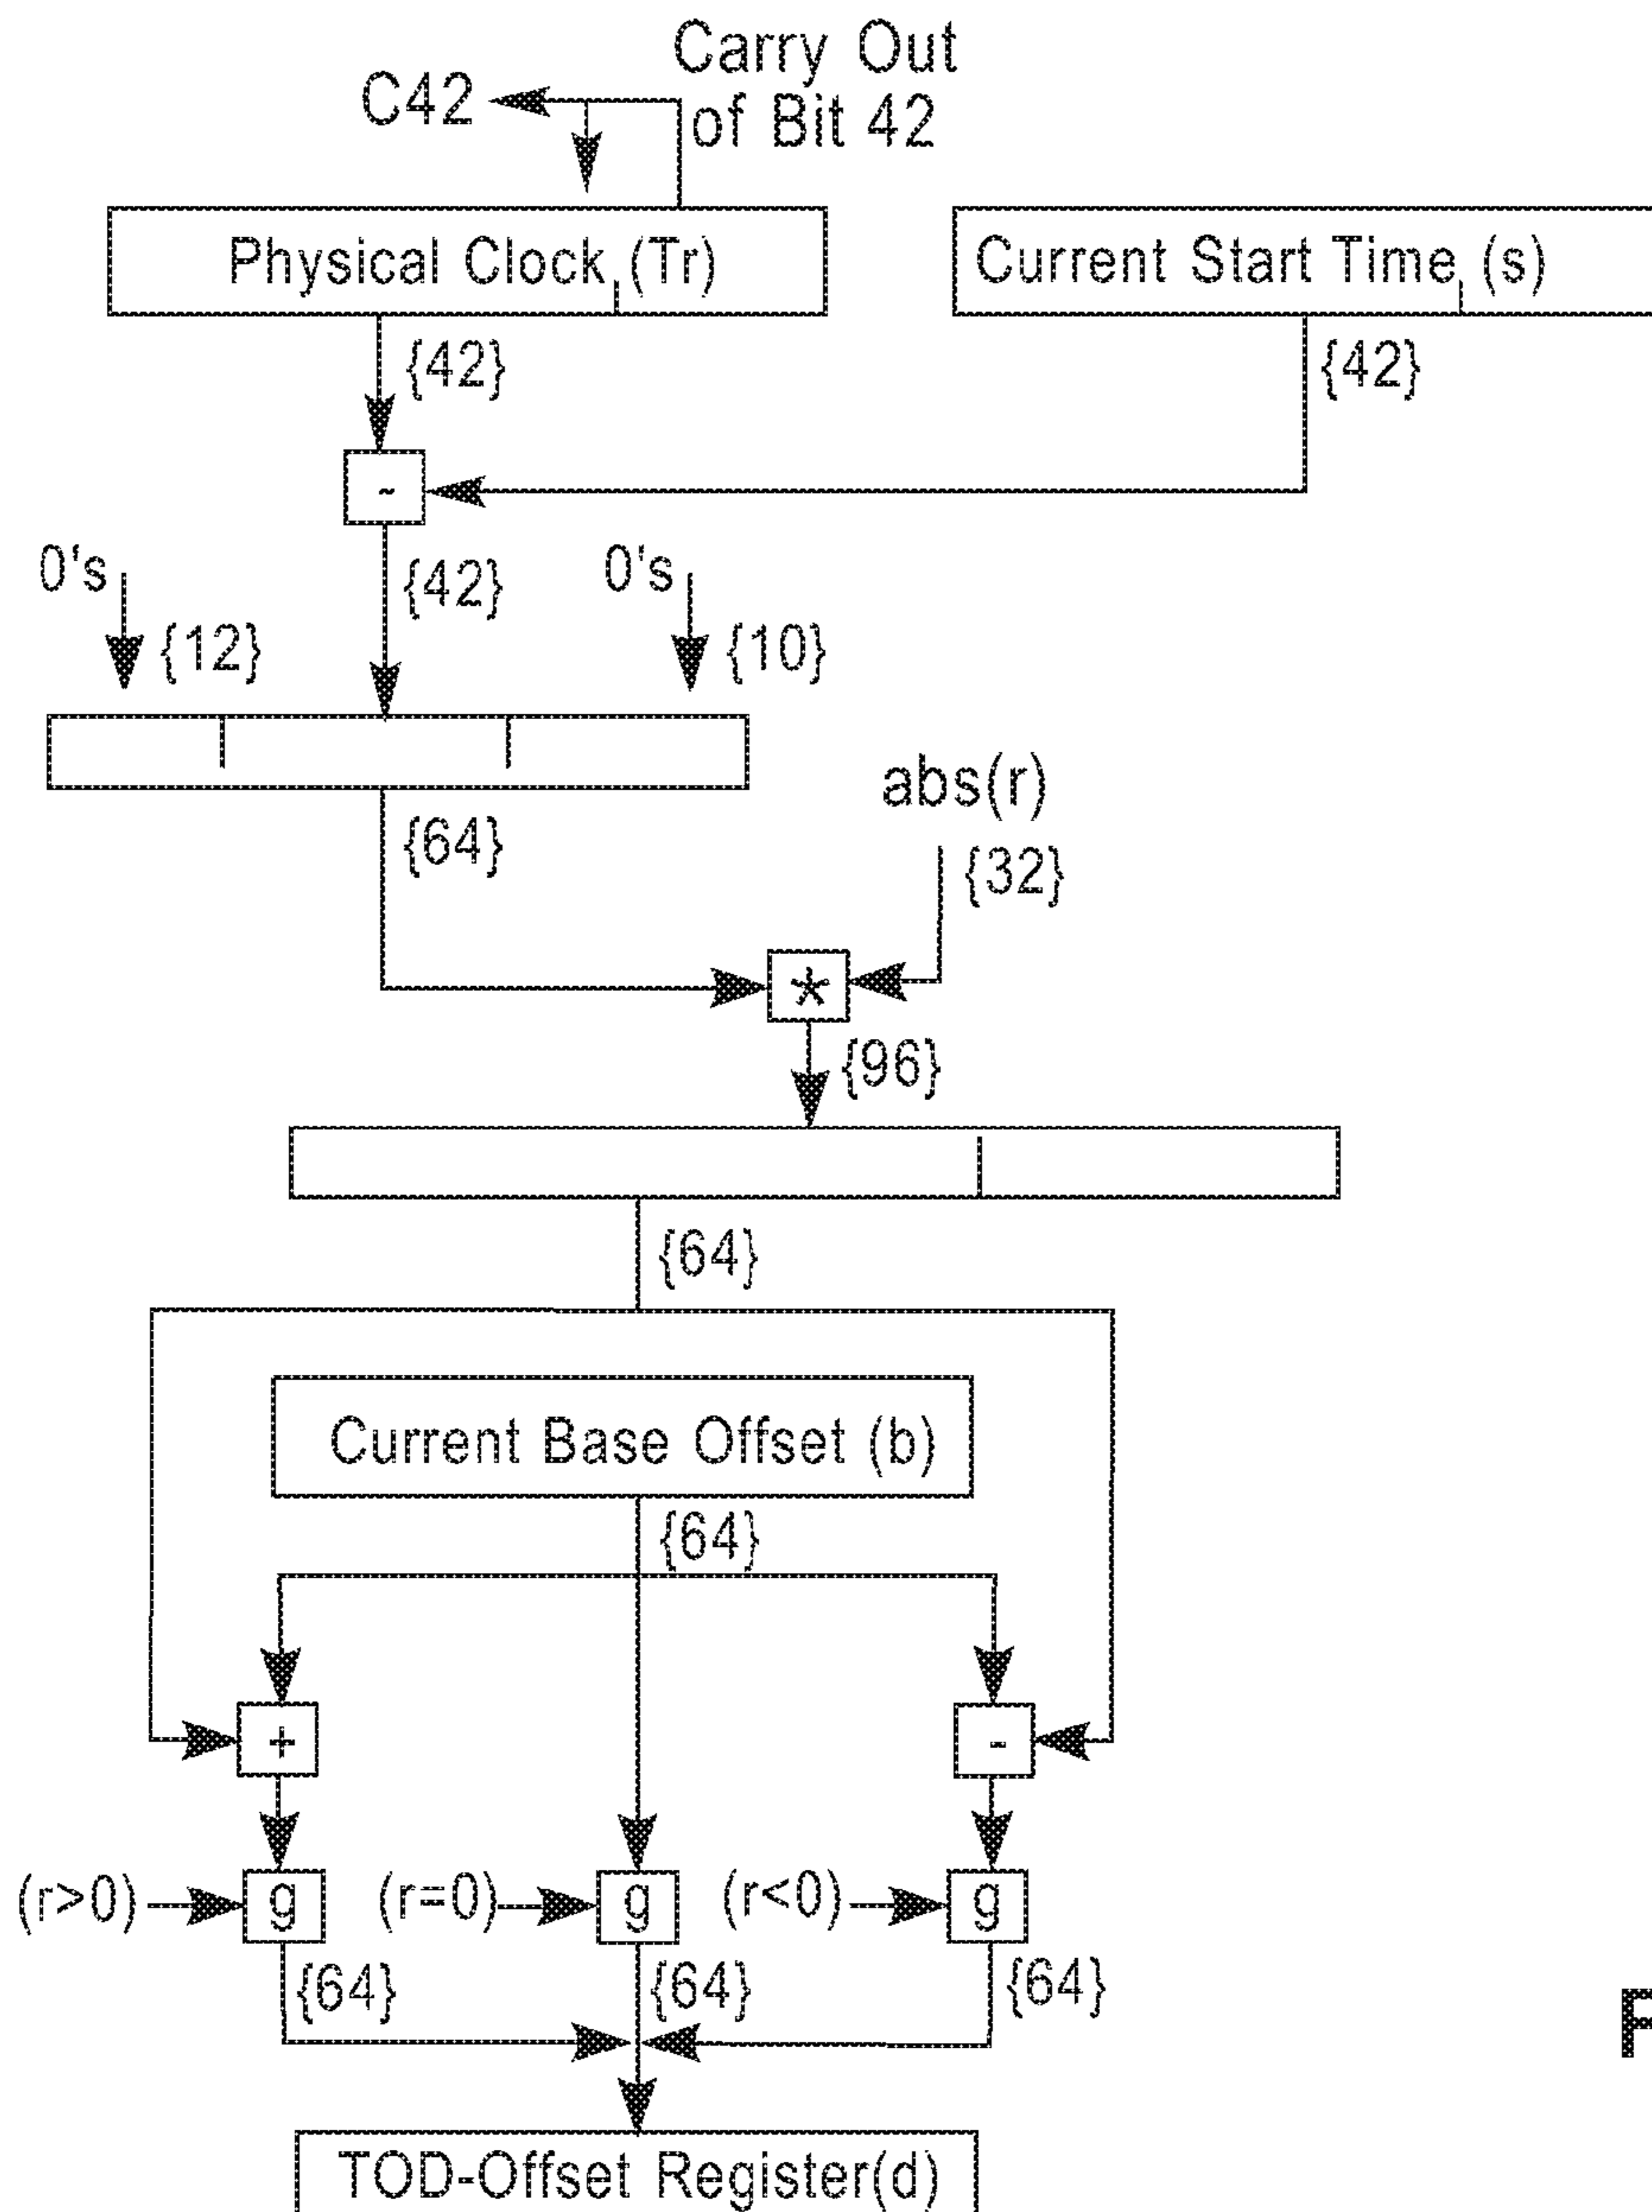 Carry Out
C42
of Bit 42
Physical Clock (Tr)
Current Start Time (s)
{42}
{42}
-
0's
{42}
0's
{12}
{10}
abs(r)
{64}
{32}
*
{96}
{64}
Current Base Offset (b)
{64}
+
-
(r>0)
g
(r=0)
g
(r<0)
g
{64}
{64}
{64}
TOD-Offset Register(d)